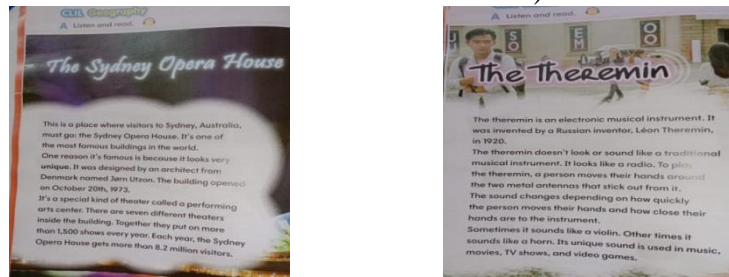 CLIL Geography
A Listen and read.
The Sydney Opera House
This is a place where visitors to Sydney, Australia,
must go: the Sydney Opera House. It's one of
the most famous buildings in the world.
One reason it's famous is because it looks very
unique. It was designed by an architect from
Denmark named Jørn Utzon. The building opened
on October 20th, 1973.
It's a special kind of theater called a performing
arts center. There are seven different theaters
inside the building. Together they put on more
than 1,500 shows every year. Each year, the Sydney
Opera House gets more than 8.2 million visitors.
A Listen and read.
SO
EM
OO
The Theremin
The theremin is an electronic musical instrument. It
was invented by a Russian inventor, Léon Theremin,
in 1920.
The theremin doesn't look or sound like a traditional
musical instrument. It looks like a radio. To play
the theremin, a person moves their hands around
the two metal antennas that stick out from it.
The sound changes depending on how quickly
the person moves their hands and how close their
hands are to the instrument.
Sometimes it sounds like a violin. Other times it
sounds like a horn. Its unique sound is used in music,
movies, TV shows, and video games.